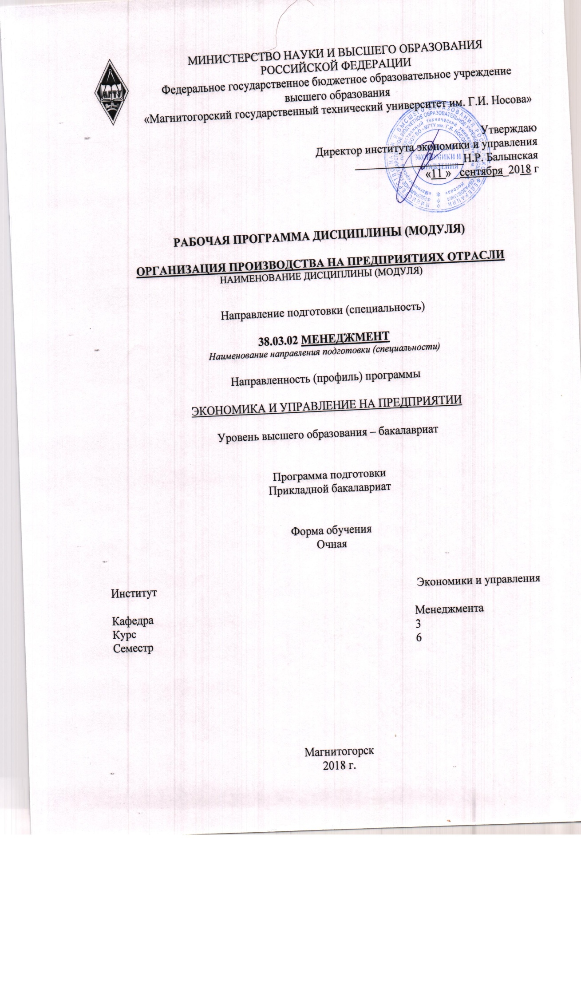 МИНИСТЕРСТВО НАУКИ И ВЫСШЕГО ОБРАЗОВАНИЯ
РОССИЙСКОЙ ФЕДЕРАЦИИ
Федеральное государственное бюджетное образовательное учреждение
высшего образования
«Магнитогорский государственный технический университет им. Г.И. Носова»
МГТУ
Утверждаю
Директор института экономики и управления
Н.Р. Балынская
«11 » _сентября_2018 г
ЭКОНОМИКИ И
УПРАВЛЕНИЯ
РАБОЧАЯ ПРОГРАММА ДИСЦИПЛИНЫ (МОДУЛЯ)
ОРГАНИЗАЦИЯ ПРОИЗВОДСТВА НА ПРЕДПРИЯТИЯХ ОТРАСЛИ
НАИМЕНОВАНИЕ ДИСЦИПЛИНЫ (МОДУЛЯ)
Направление подготовки (специальность)
38.03.02 МЕНЕДЖМЕНТ
Наименование направления подготовки (специальности)
Направленность (профиль) программы
ЭКОНОМИКА И УПРАВЛЕНИЕ НА ПРЕДПРИЯТИИ
Уровень высшего образования – бакалавриат
Программа подготовки
Прикладной бакалавриат
Форма обучения
Очная
Институт Экономики и управления
Кафедра Менеджмента
Курс 3
Семестр 6
Магнитогорск
2018 г.